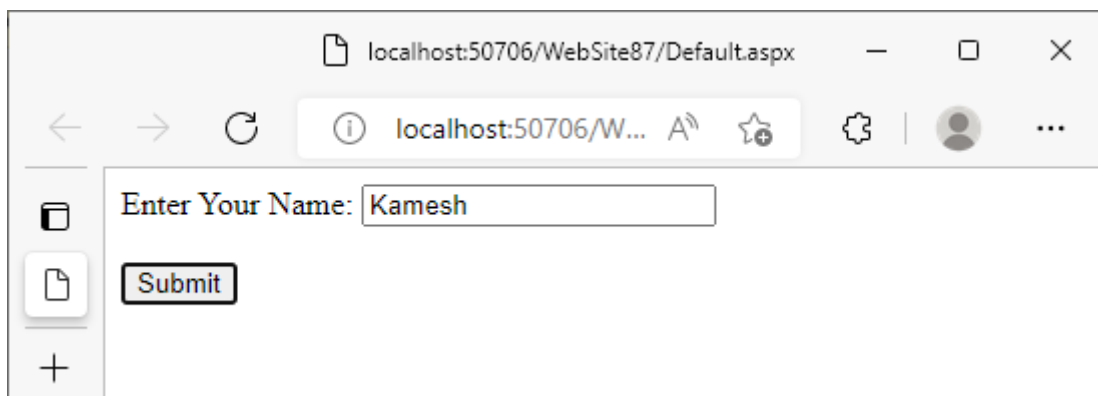 localhost:50706/WebSite87/Default.aspx
localhost:50706/W...
Enter Your Name: Kamesh
Submit